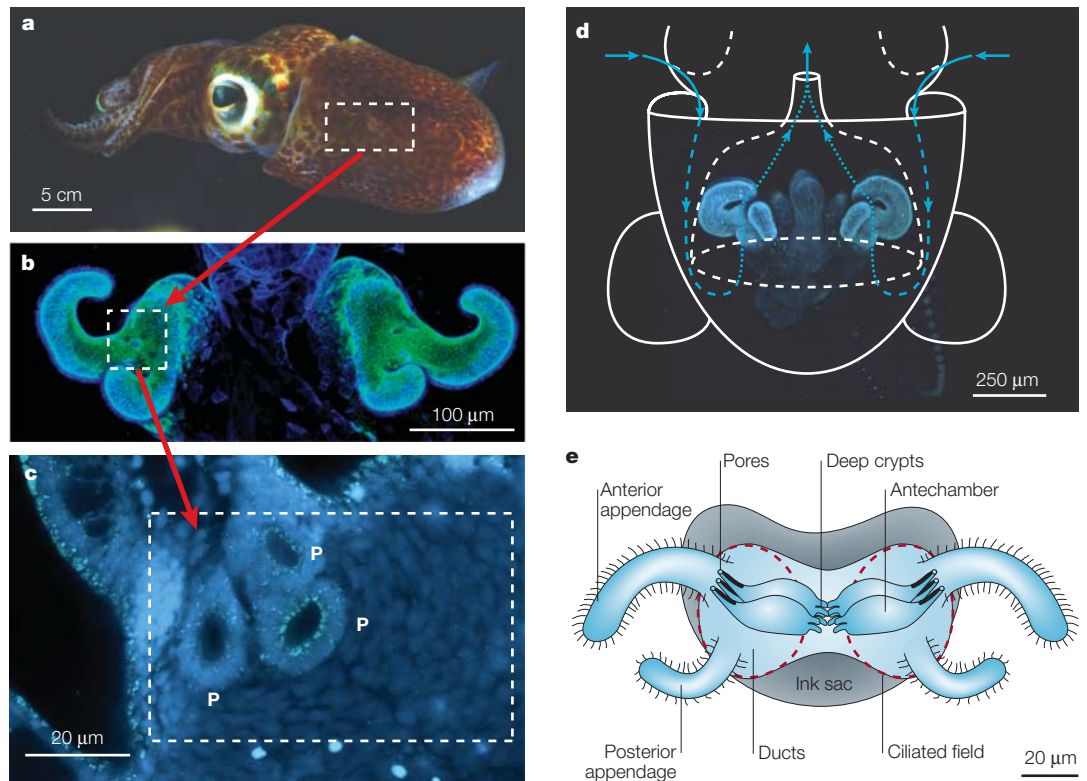 a
5 cm
b
100 μm
c
P
P
P
20 μm
d
250 μm
e
Pores
Deep crypts
Anterior
appendage
Antechamber
Ink sac
Posterior
appendage
Ducts
Ciliated field
20 μm